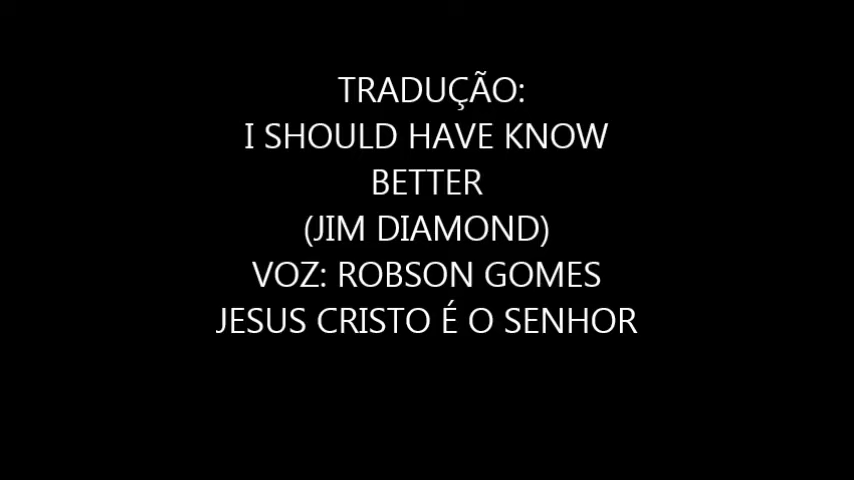 TRADUÇÃO:
I SHOULD HAVE KNOW
BETTER
(JIM DIAMOND)
VOZ: ROBSON GOMES
JESUS CRISTO É O SENHOR